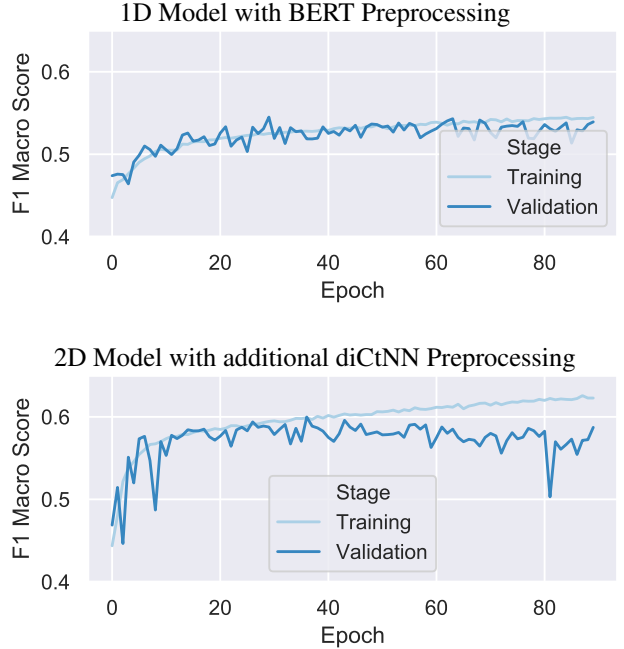 1D Model with BERT Preprocessing
F1 Macro Score
0.6
0.5
0.4
Stage
Training
Validation
0 20 40 60 80
Epoch
2D Model with additional diCtNN Preprocessing
F1 Macro Score
0.6
0.5
0.4
Stage
Training
Validation
0 20 40 60 80
Epoch